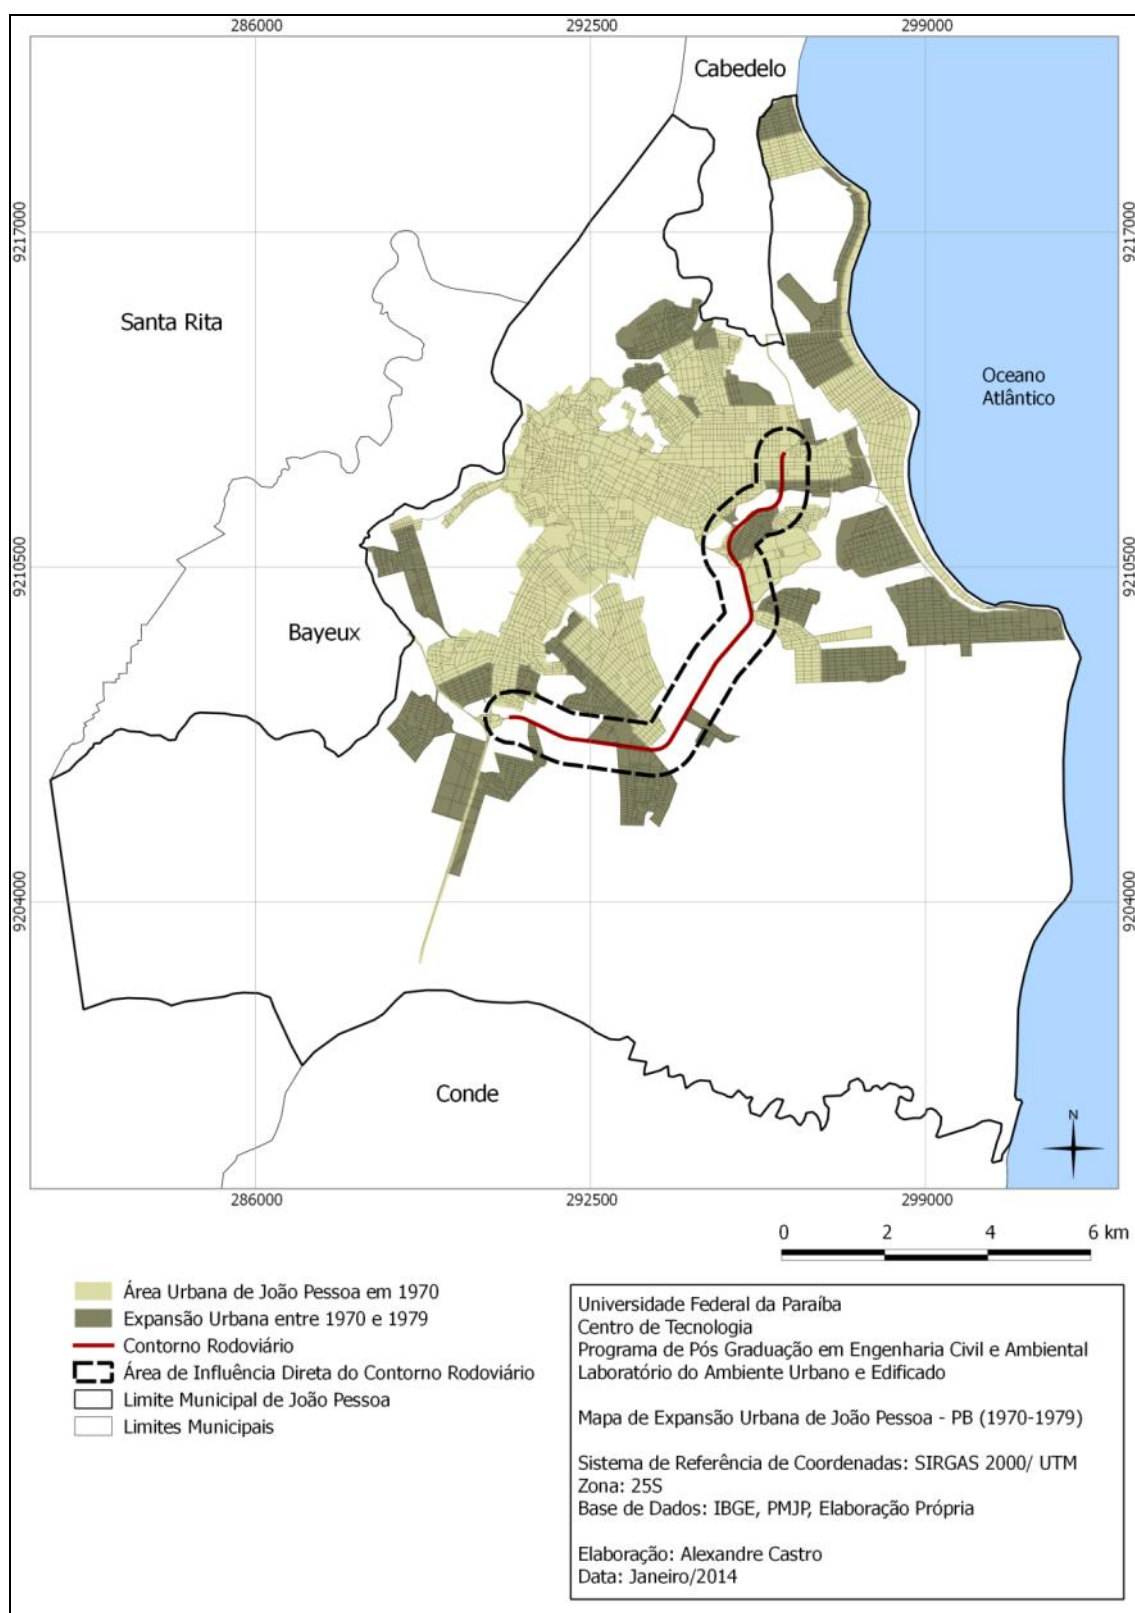 286000
292500
299000
Cabedelo
9217000
9217000
Santa Rita
Oceano
Atlântico
9210500
9210500
Bayeux
9204000
9204000
Conde
N
286000
292500
299000
0 2 4 6 km
Área Urbana de João Pessoa em 1970
Expansão Urbana entre 1970 e 1979
Contorno Rodoviário
Área de Influência Direta do Contorno Rodoviário
Limite Municipal de João Pessoa
Limites Municipais
Universidade Federal da Paraíba
Centro de Tecnologia
Programa de Pós Graduação em Engenharia Civil e Ambiental
Laboratório do Ambiente Urbano e Edificado
Mapa de Expansão Urbana de João Pessoa - PB (1970-1979)
Sistema de Referência de Coordenadas: SIRGAS 2000/ UTM
Zona: 25S
Base de Dados: IBGE, PMJP, Elaboração Própria
Elaboração: Alexandre Castro
Data: Janeiro/2014